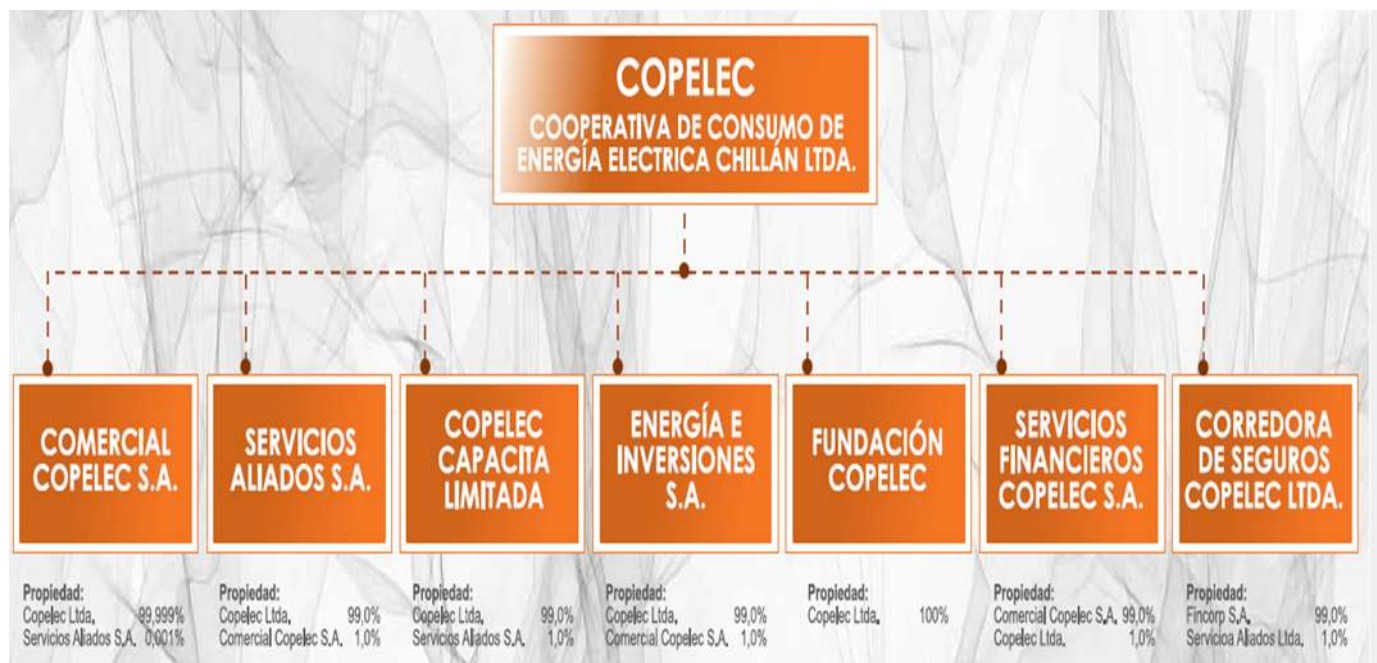 COPELEC
COOPERATIVA DE CONSUMO DE
ENERGÍA ELECTRICA CHILLÁN LTDA.
COMERCIAL
COPELEC S.A.
SERVICIOS
ALIADOS S.A.
COPELEC
CAPACITA
LIMITADA
ENERGÍA E
INVERSIONES
S.A.
FUNDACIÓN
COPELEC
SERVICIOS
FINANCIEROS
COPELEC S.A.
CORREDORA
DE SEGUROS
COPELEC LTDA.
Propiedad:
Copelec Ltda. 99,999%
Servicios Aliados S.A. 0,001%
Propiedad:
Copelec Ltda. 99,0%
Comercial Copelec S.A. 1,0%
Propiedad:
Copelec Ltda. 99,0%
Servicios Aliados S.A. 1,0%
Propiedad:
Copelec Ltda. 99,0%
Comercial Copelec S.A. 1,0%
Propiedad:
Copelec Ltda. 100%
Propiedad:
Comercial Copelec S.A. 99,0%
Copelec Ltda. 1,0%
Propiedad:
Fincorp S.A. 99,0%
Servicioa Aliados Ltda. 1,0%